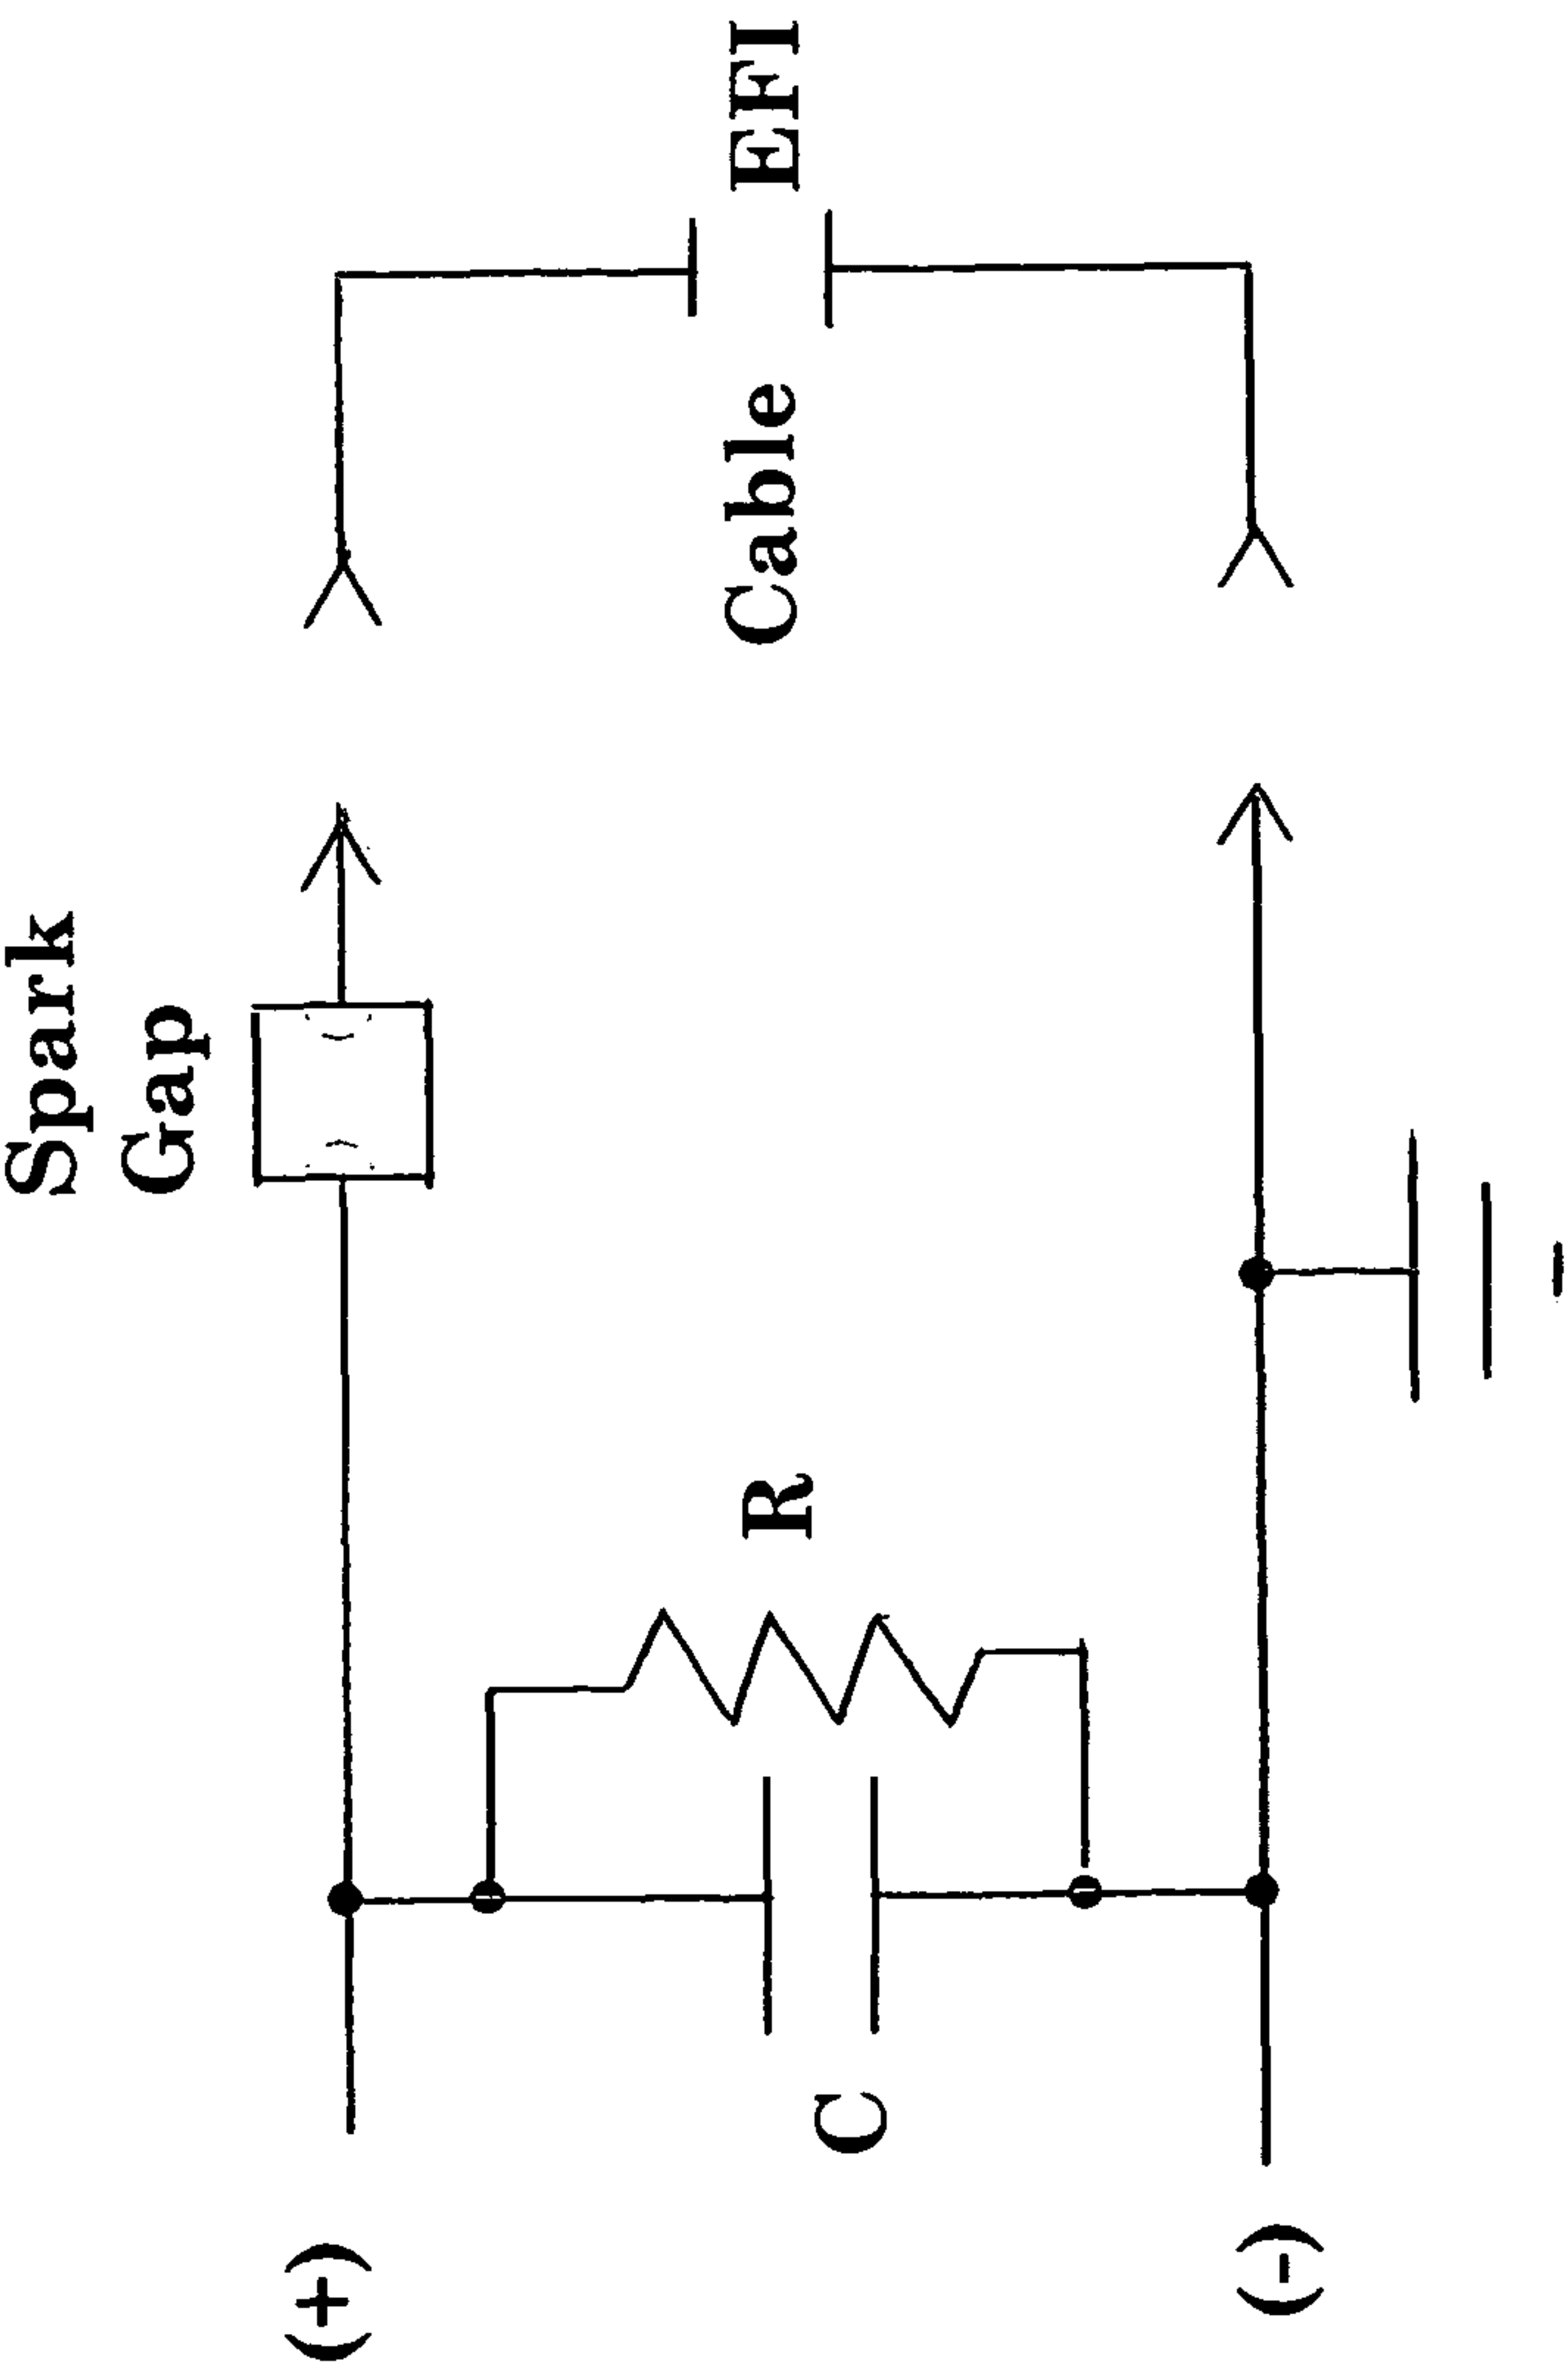 Spark
Gap
(+)
C
R
Cable
EFI
(-)